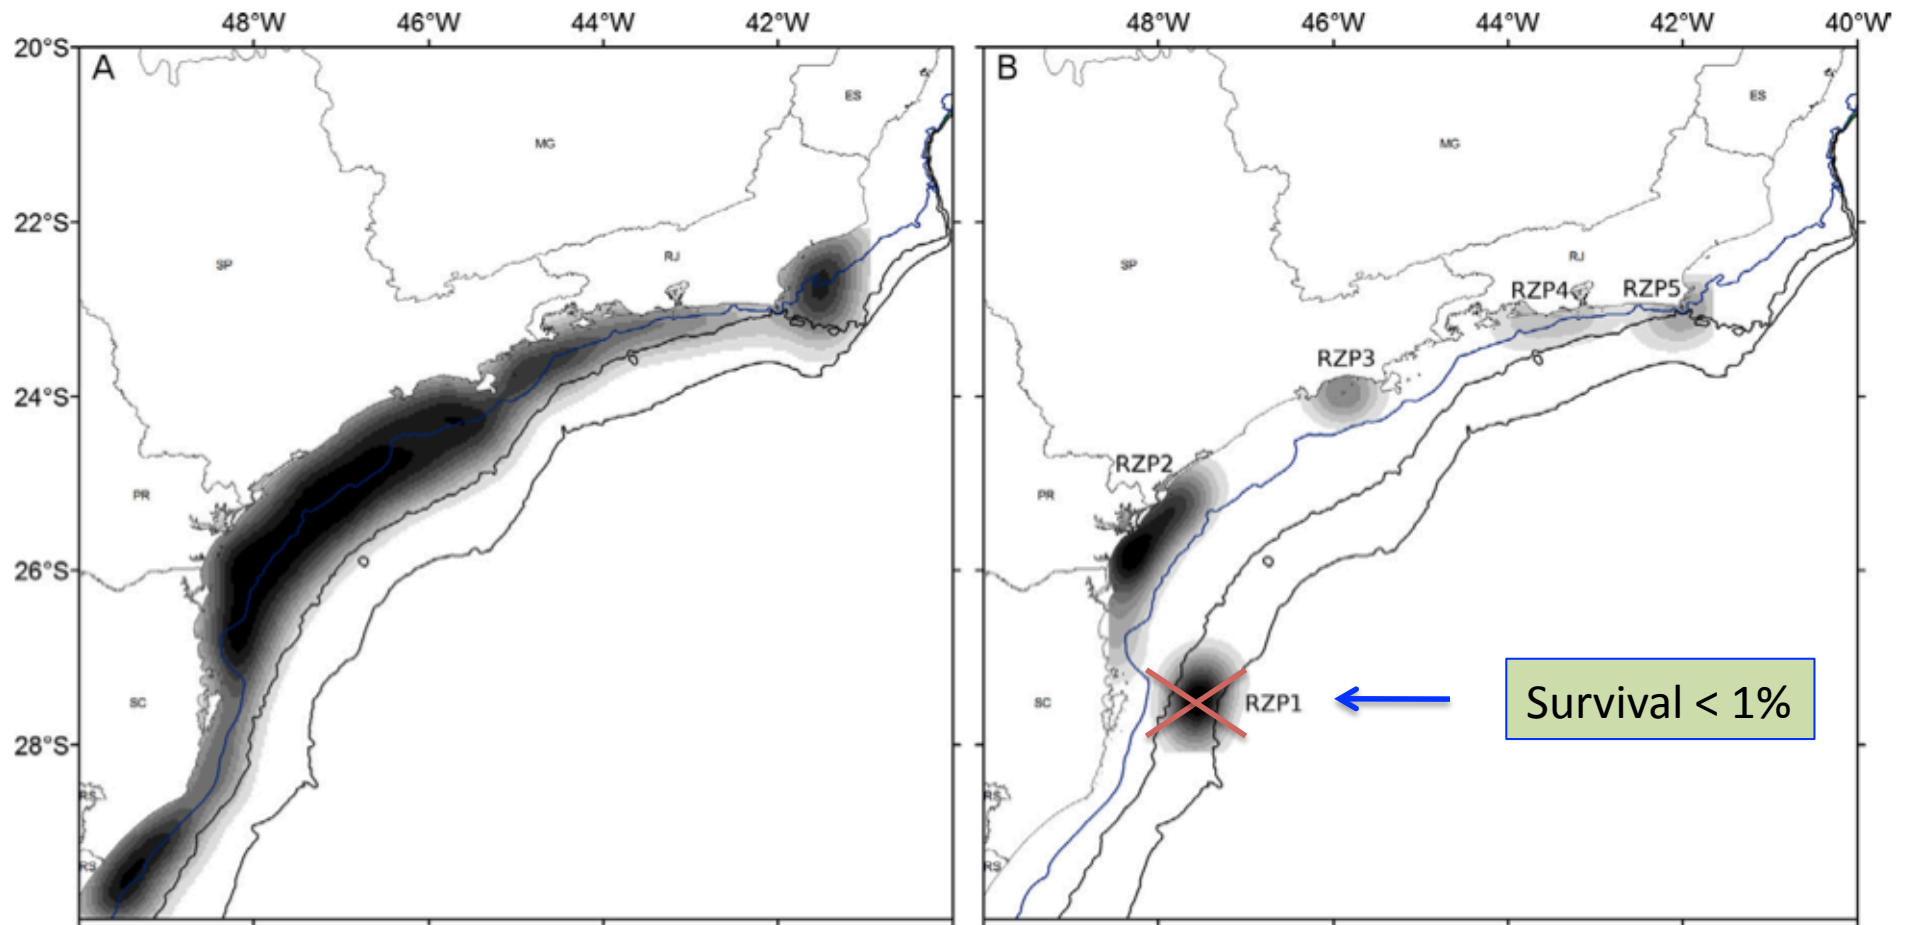 48°W 46°W 44°W 42°W 48°W 46°W 44°W 42°W 40°W
20°S
A
B
ES
ES
MG
MG
22°S
SP
RJ
SP
RJ
RZP4
RZP5
RZP3
24°S
RZP2
PR
PR
26°S
SC
SC
RZP1
Survival < 1%
28°S
RS
RS
RS
RS